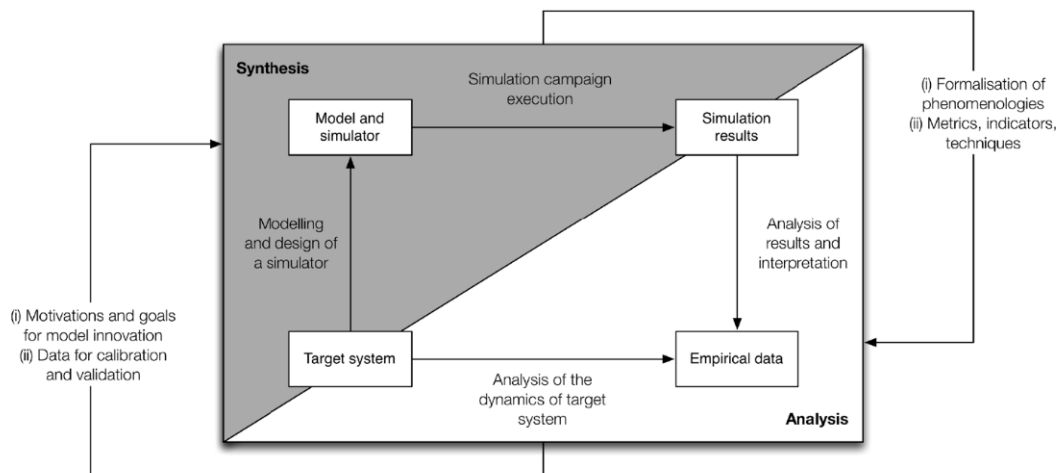 Synthesis
Simulation campaign
execution
Model and
simulator
Simulation
results
(i) Formalisation of
phenomenologies
(ii) Metrics, indicators,
techniques
Modelling
and design of
a simulator
Analysis of
results and
interpretation
(i) Motivations and goals
for model innovation
(ii) Data for calibration
and validation
Target system
Empirical data
Analysis of the
dynamics of target
system
Analysis